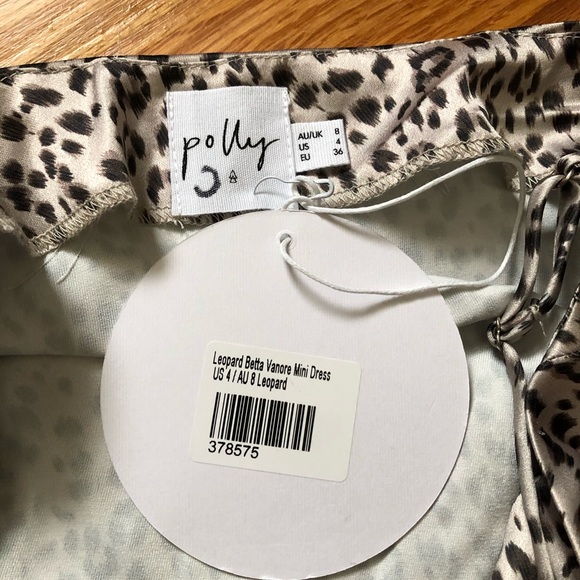 polly
AU/UK 8
US 4
EU 36
Leopard Betta Vanore Mini Dress
US 4 / AU 8 Leopard
378575